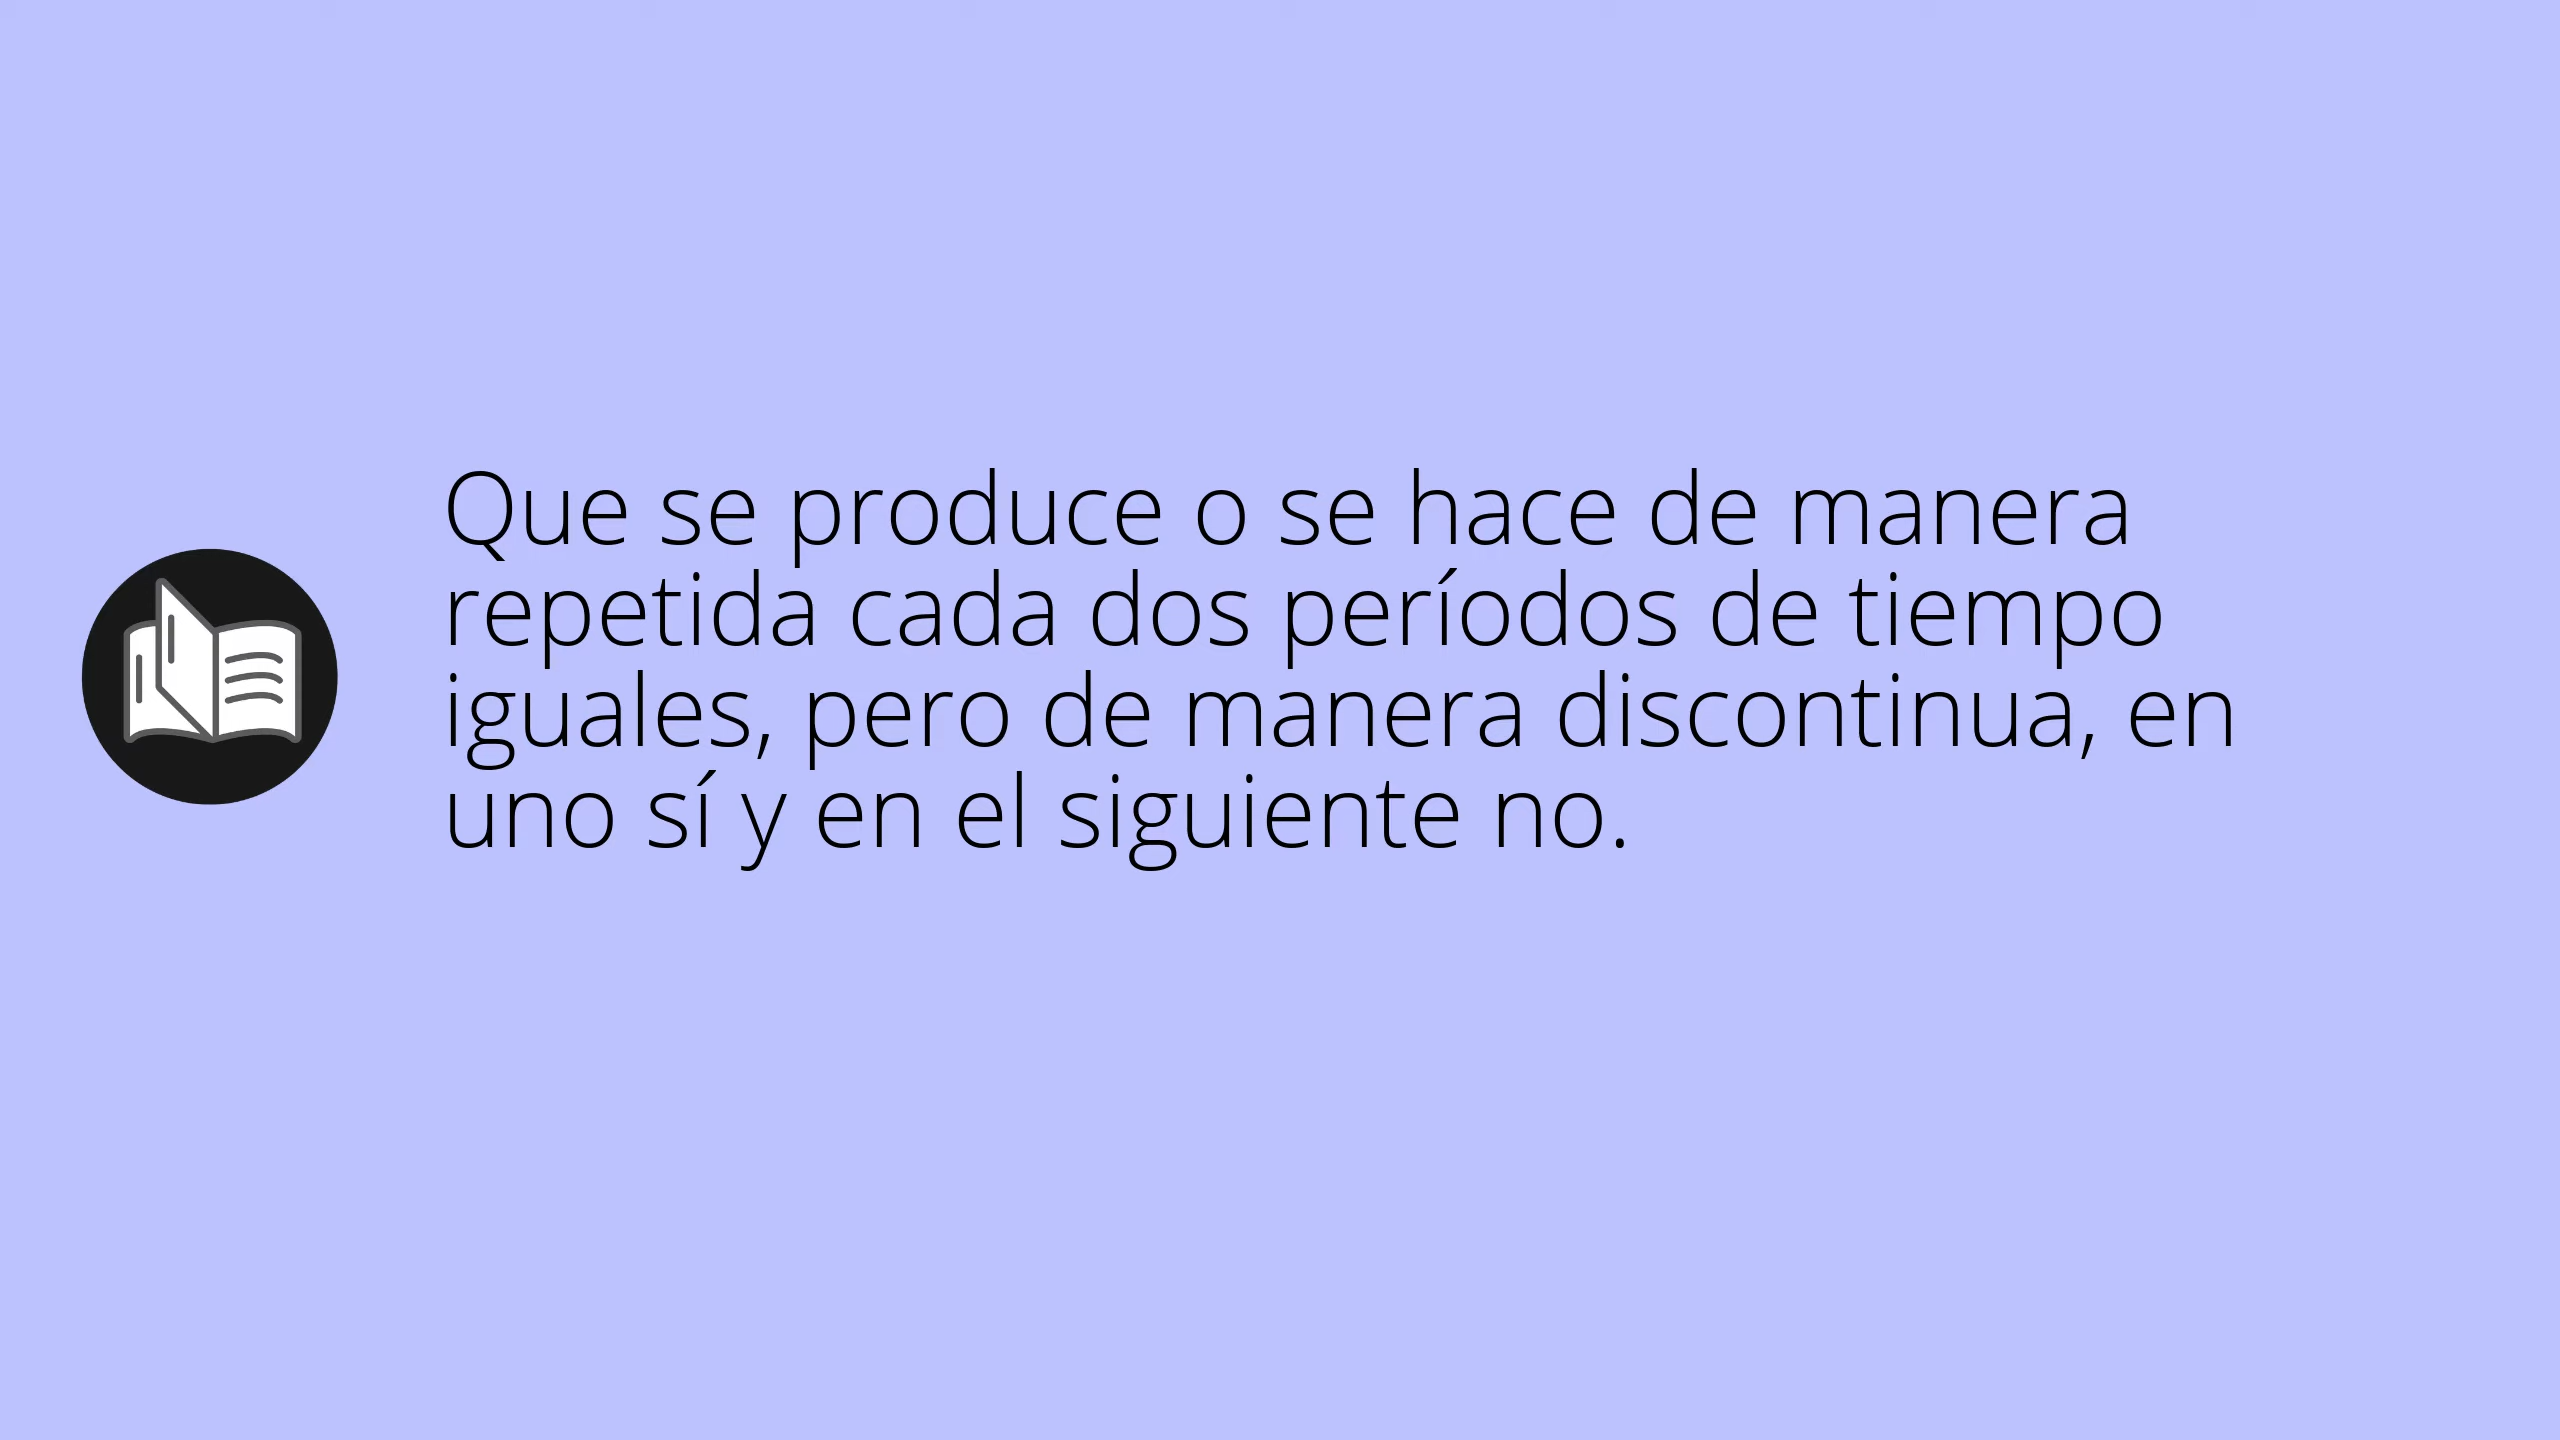 Que se produce o se hace de manera
repetida cada dos períodos de tiempo
iguales, pero de manera discontinua, en
uno sí y en el siguiente no.